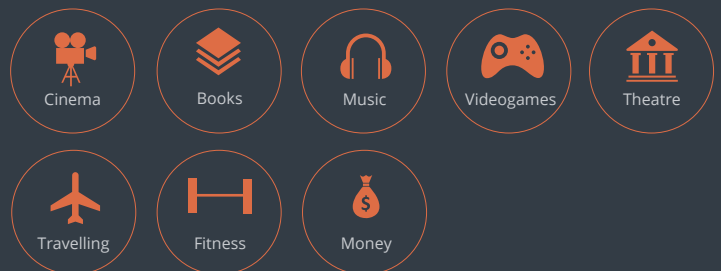 Cinema
Books
Music
Videogames
Theatre
Travelling
Fitness
$
Money